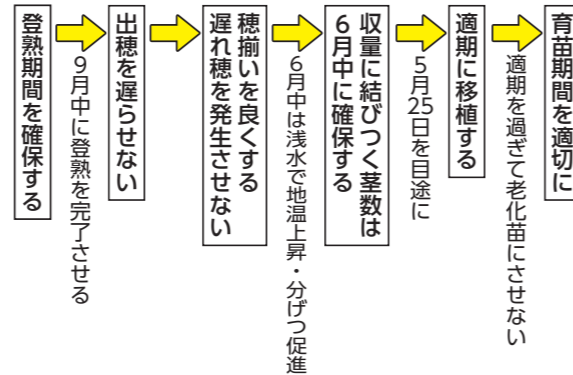 育苗期間を適切に
適期を過ぎて老化苗にさせない
適期に移植する
5月25日を目途に
収量に結びつく茎数は
6月中に確保する
6月中は浅水で地温上昇・分げつ促進
穂揃いを良くする
遅れ穂を発生させない
出穂を遅らせない
9月中に登熟を完了させる
登熟期間を確保する